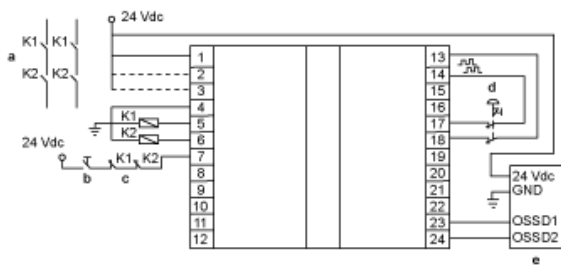 24 Vdc
K1 K1
a
K2 K2
1 13
2 14
3 15
d
4 16
K1
5 17
K2
6 18
24 Vdc
K1 K2
7 19
b c
8 20
24 Vdc
9 21
GND
10 22
11 23
OSSD1
12 24
OSSD2
e